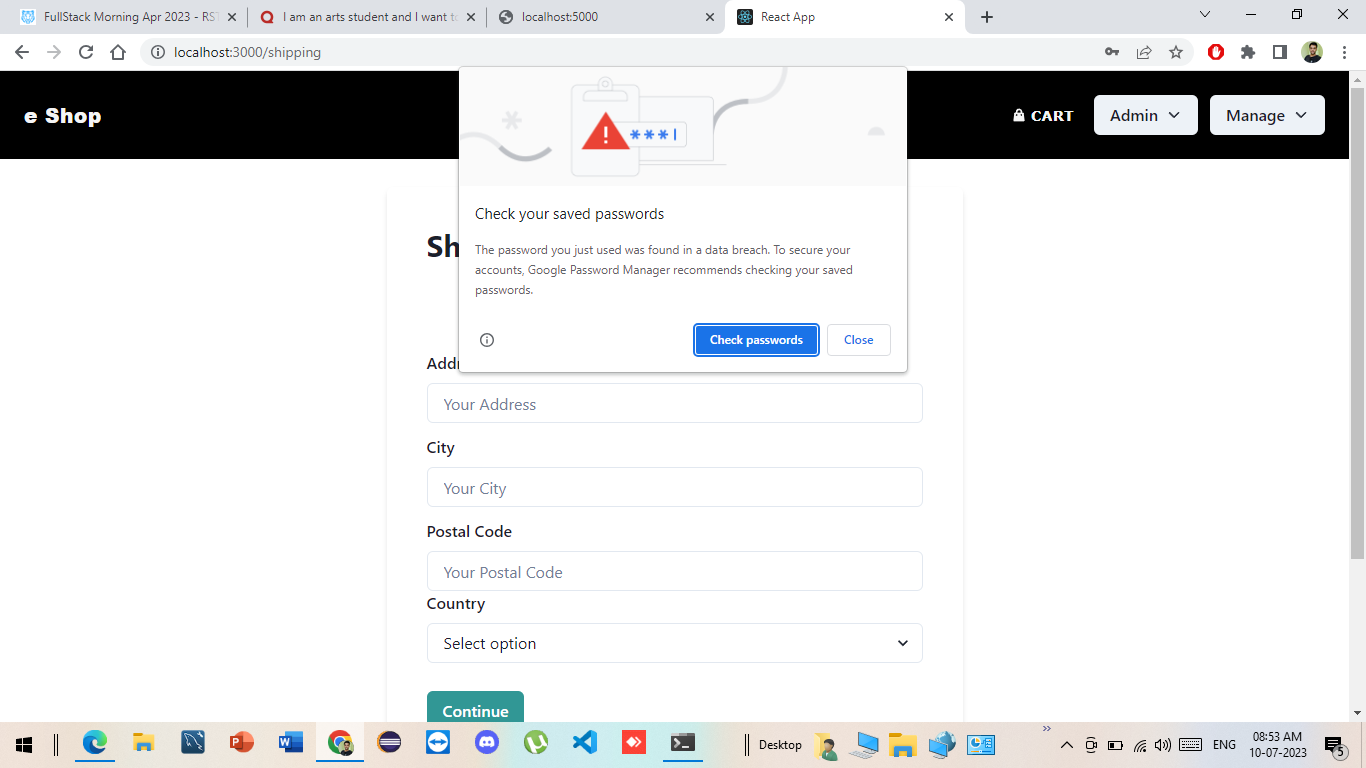 FullStack Morning Apr 2023 - RST
I am an arts student and I want to
localhost:5000
React App
localhost:3000/shipping
e Shop
CART
Admin
Manage
Check your saved passwords
The password you just used was found in a data breach. To secure your
accounts, Google Password Manager recommends checking your saved
passwords.
Check passwords
Close
Sh
Addr
Your Address
City
Your City
Postal Code
Your Postal Code
Country
Select option
Continue
Desktop
ENG
08:53 AM
10-07-2023
5